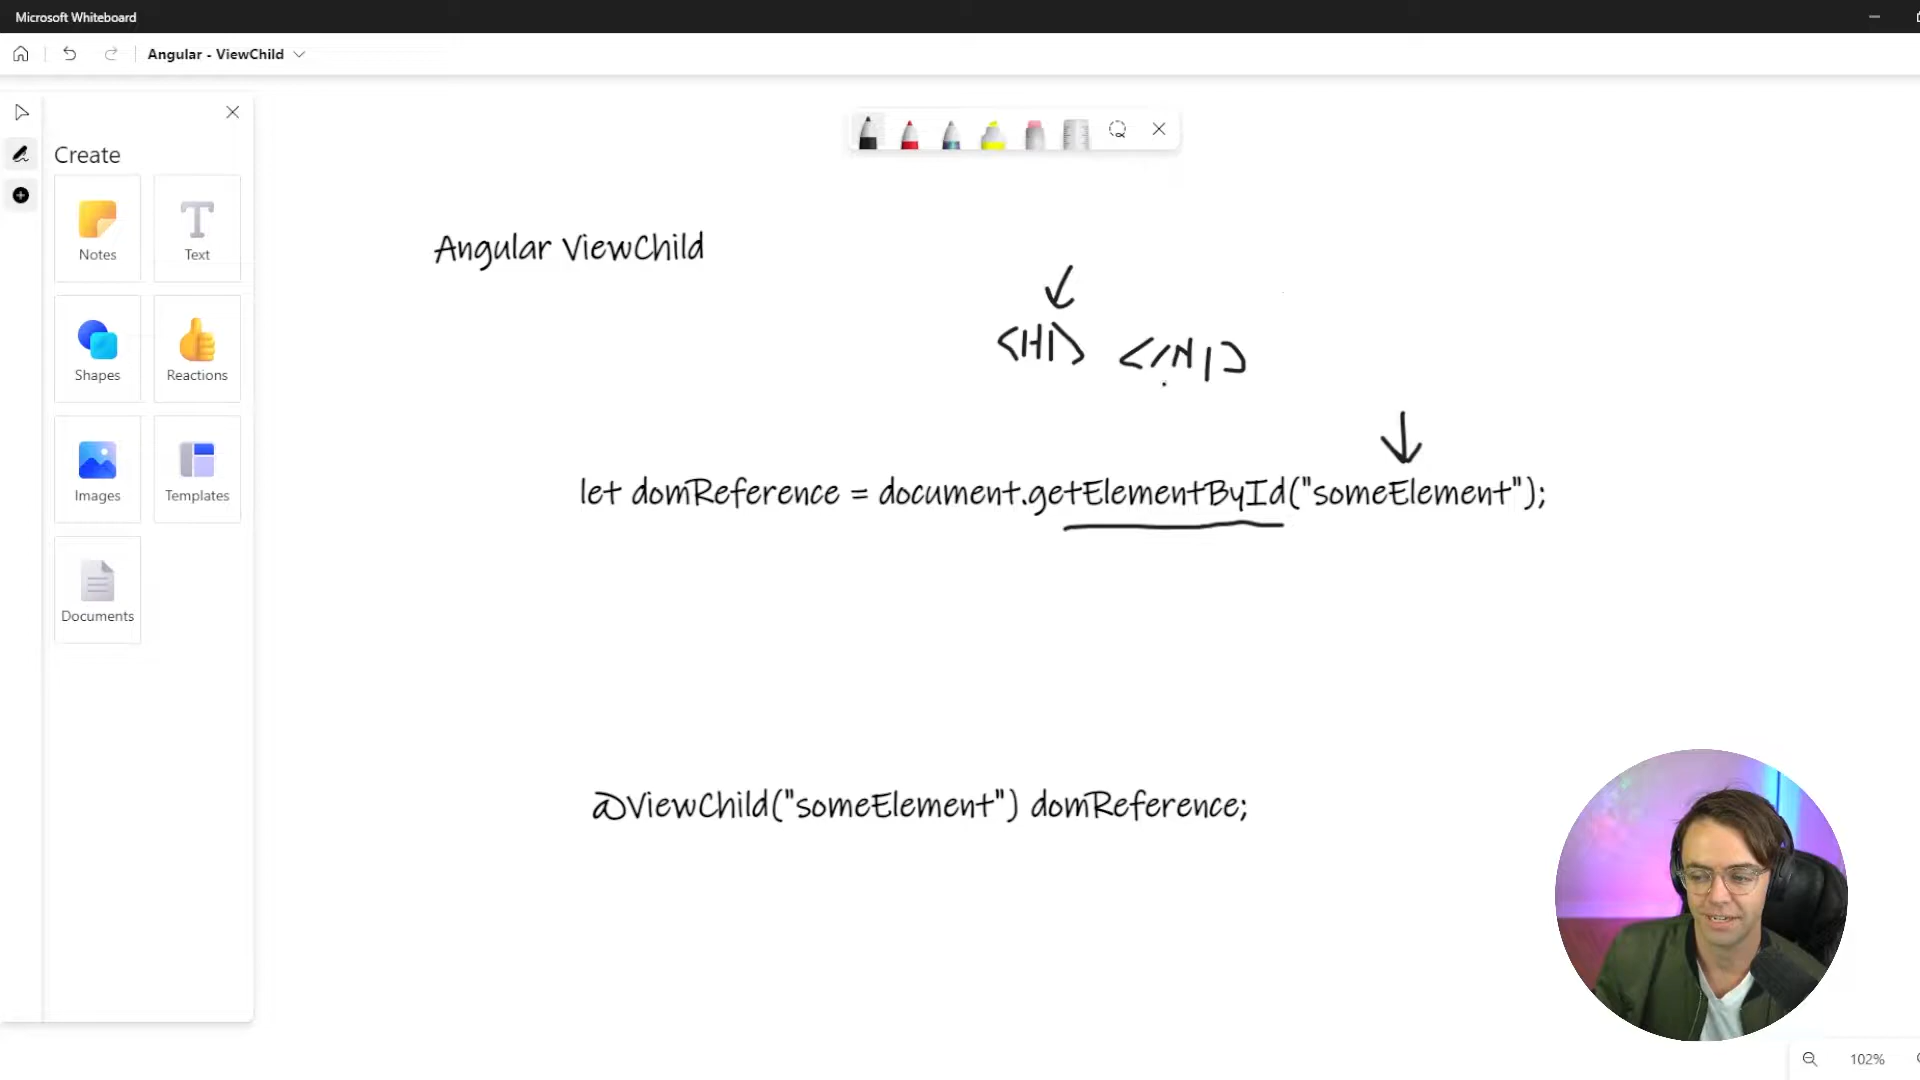 Microsoft Whiteboard
Angular - ViewChild
Create
Notes
Text
Shapes
Reactions
Images
Templates
Documents
Angular ViewChild
<H1> </H1>
let domReference = document.getElementById("someElement");
@ViewChild("someElement") domReference;
102%